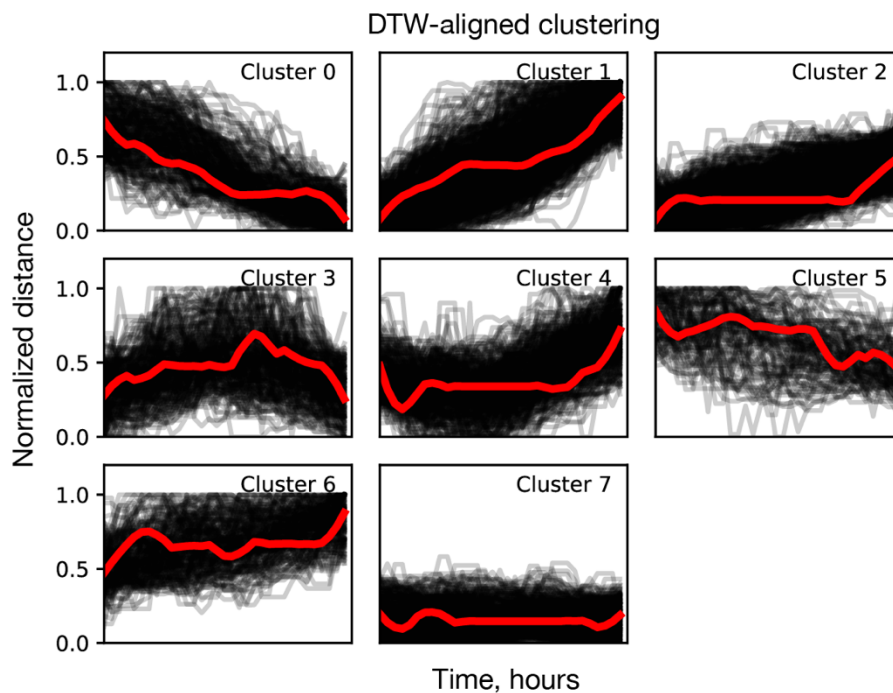 DTW-aligned clustering
Cluster 0
Cluster 1
Cluster 2
1.0
0.5
0.0
Cluster 3
Cluster 4
Cluster 5
1.0
0.5
0.0
Cluster 6
Cluster 7
1.0
0.5
0.0
Normalized distance
Time, hours